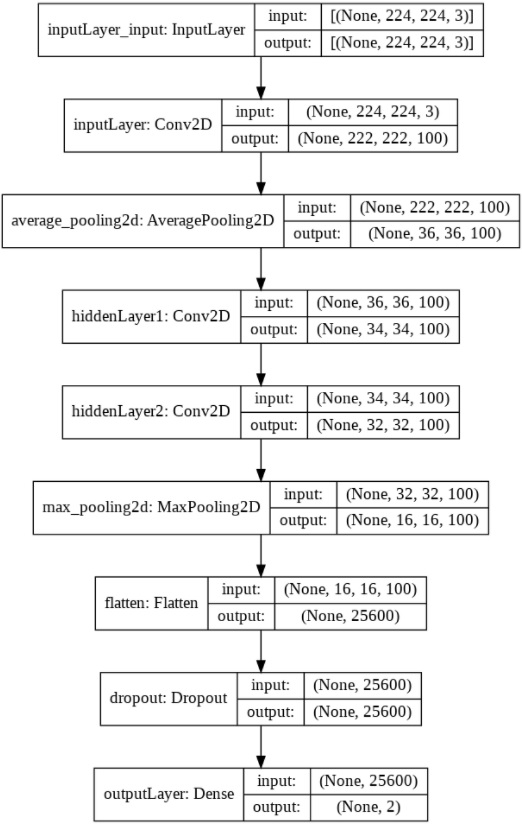 inputLayer_input: InputLayer
input: [(None, 224, 224, 3)]
output: [(None, 224, 224, 3)]
inputLayer: Conv2D
input: (None, 224, 224, 3)
output: (None, 222, 222, 100)
average_pooling2d: AveragePooling2D
input: (None, 222, 222, 100)
output: (None, 36, 36, 100)
hiddenLayer1: Conv2D
input: (None, 36, 36, 100)
output: (None, 34, 34, 100)
hiddenLayer2: Conv2D
input: (None, 34, 34, 100)
output: (None, 32, 32, 100)
max_pooling2d: MaxPooling2D
input: (None, 32, 32, 100)
output: (None, 16, 16, 100)
flatten: Flatten
input: (None, 16, 16, 100)
output: (None, 25600)
dropout: Dropout
input: (None, 25600)
output: (None, 25600)
outputLayer: Dense
input: (None, 25600)
output: (None, 2)